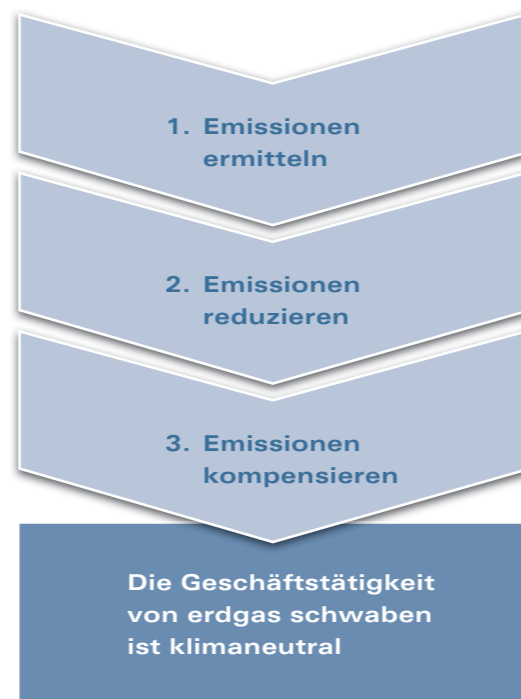 1. Emissionen
ermitteln
2. Emissionen
reduzieren
3. Emissionen
kompensieren
Die Geschäftstätigkeit
von erdgas schwaben
ist klimaneutral